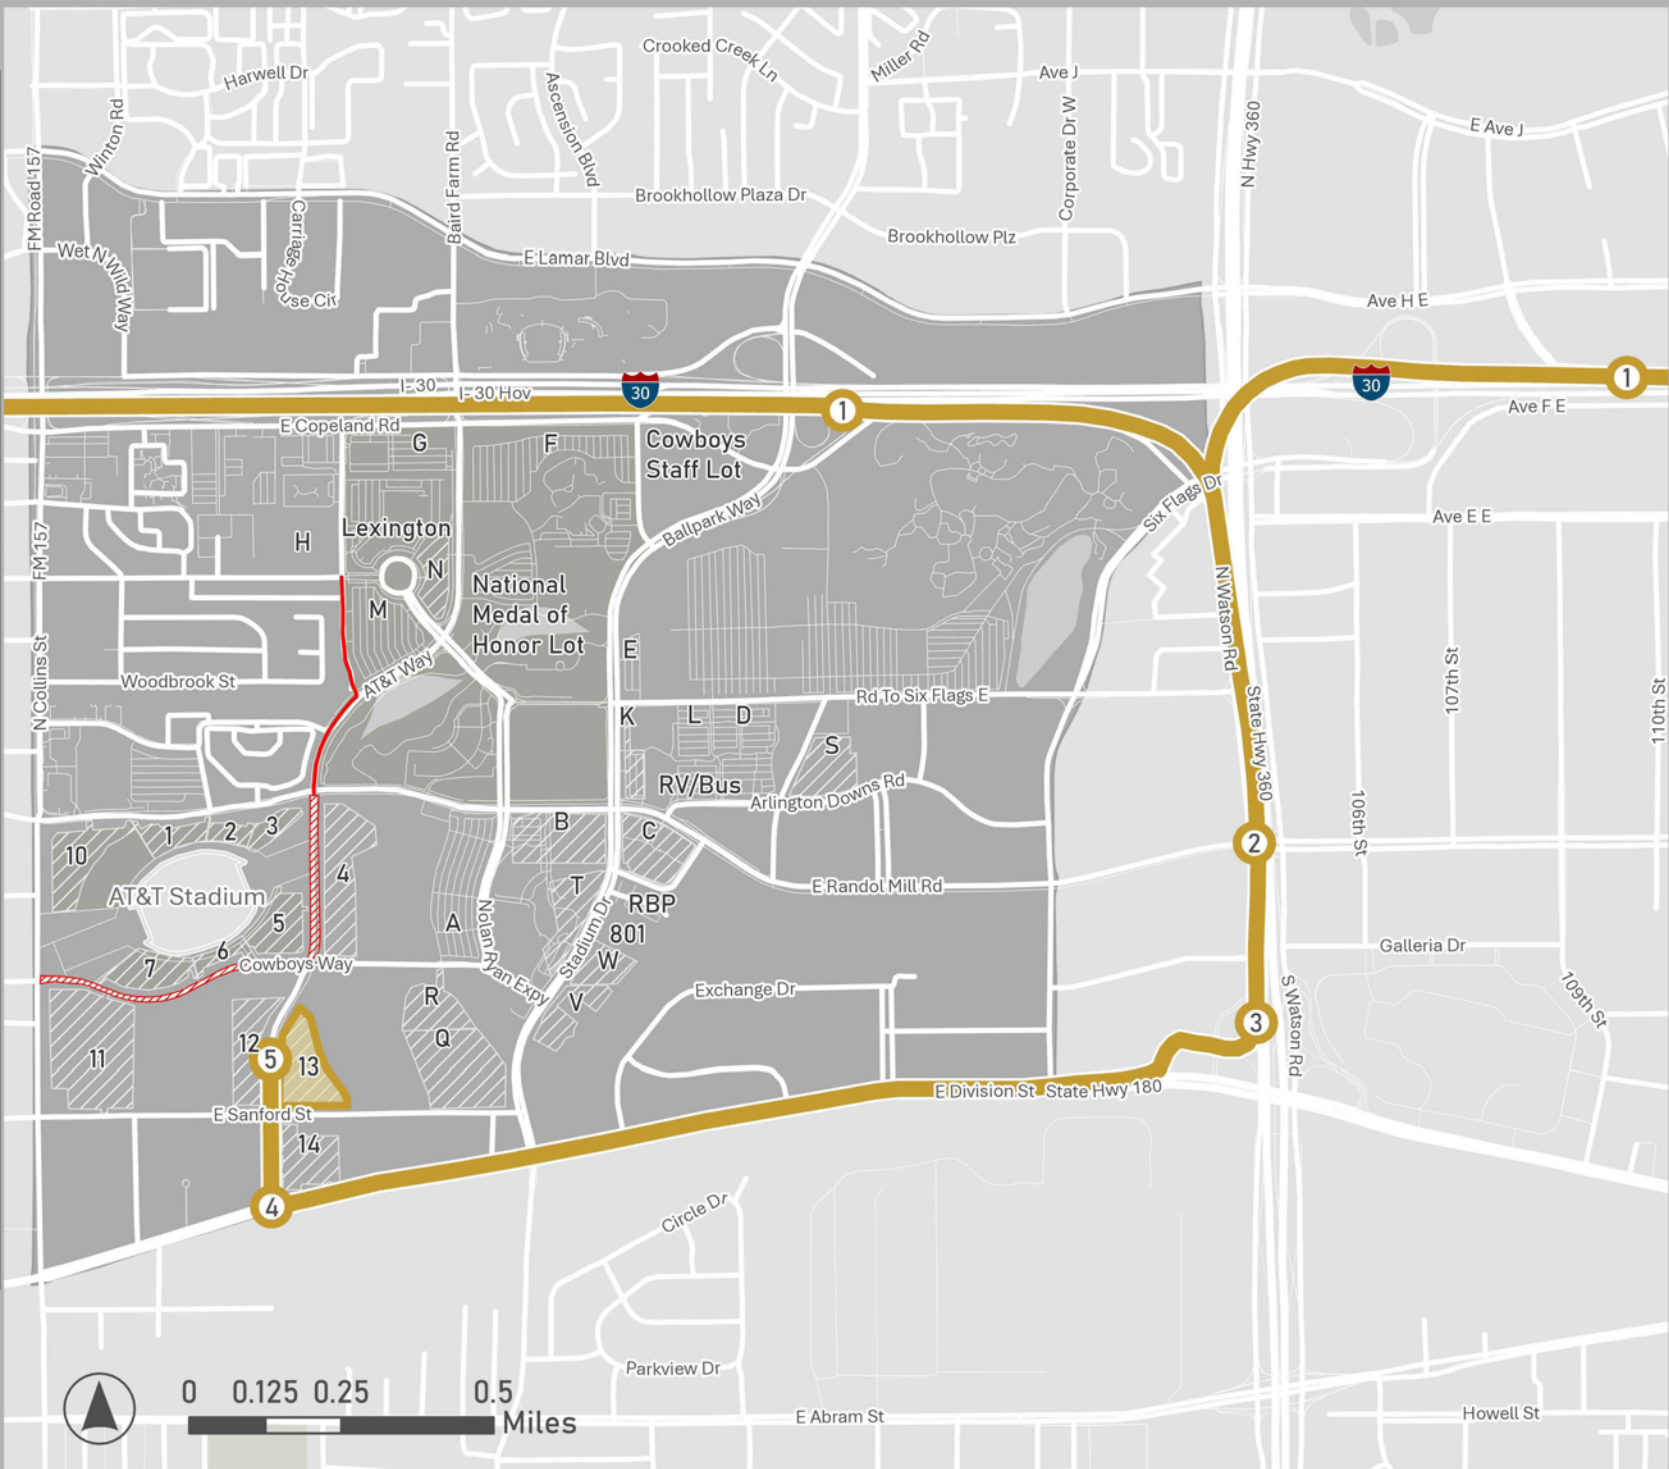 Crooked Creek Ln
Miller Rd
Harwell Dr
Ave J
Ascension Blvd
Winton Rd
Corporate Dr W
N Hwy 360
E Ave J
FM Road 157
Baird Farm Rd
Brookhollow Plaza Dr
Carriage House Cir
Brookhollow Plz
Wet N Wild Way
E Lamar Blvd
Ave H E
I-30
I-30 Hov
30
30
1
1
Ave F E
E Copeland Rd
G
F
Cowboys
Staff Lot
Six Flags Dr
Ballpark Way
Ave E E
FM 157
H
Lexington
N
M
National
Medal of
Honor Lot
N Watson Rd
E
N Collins St
Woodbrook St
AT&T Way
Rd To Six Flags E
State Hwy 360
107th St
110th St
K
L
D
S
RV/Bus
Arlington Downs Rd
106th St
10
1
2
3
B
C
2
4
AT&T Stadium
T
E Randol Mill Rd
RBP
5
A
Nolan Ryan Expy
Stadium Dr
801
6
7
Cowboys Way
W
Galleria Dr
R
V
Exchange Dr
S Watson Rd
109th St
3
Q
11
12
5
13
E Division St
State Hwy 180
E Sanford St
14
4
Circle Dr
Parkview Dr
0
0.125
0.25
0.5
Miles
E Abram St
Howell St